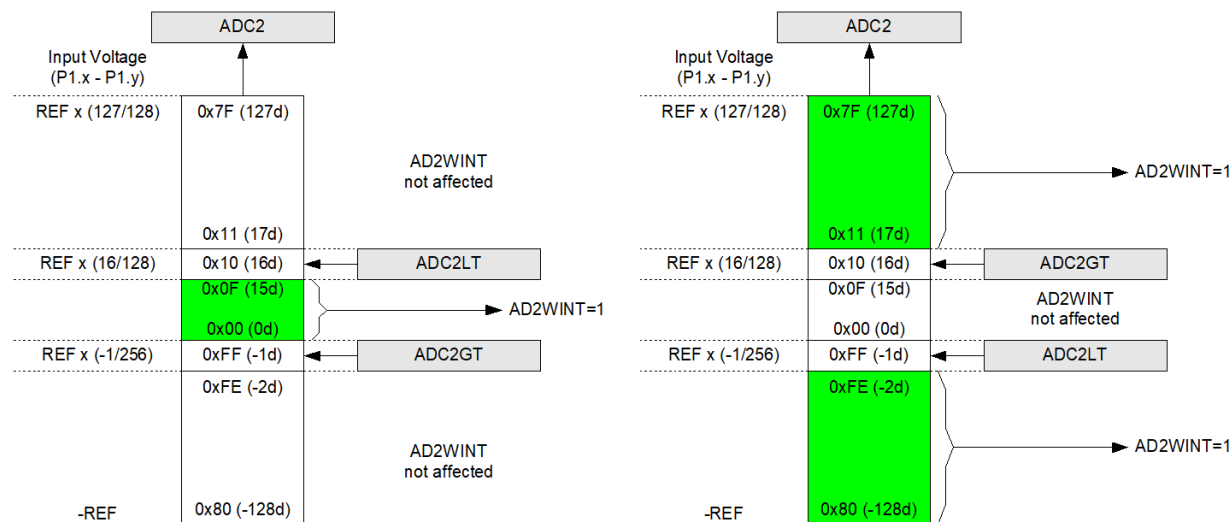 ADC2
Input Voltage
(P1.x - P1.y)
REF x (127/128)
0x7F (127d)
AD2WINT
not affected
0x11 (17d)
REF x (16/128)
0x10 (16d)
ADC2LT
0x0F (15d)
AD2WINT=1
0x00 (0d)
REF x (-1/256)
0xFF (-1d)
ADC2GT
0xFE (-2d)
AD2WINT
not affected
0x80 (-128d)
-REF
ADC2
Input Voltage
(P1.x - P1.y)
REF x (127/128)
0x7F (127d)
AD2WINT=1
0x11 (17d)
REF x (16/128)
0x10 (16d)
ADC2GT
0x0F (15d)
AD2WINT
not affected
0x00 (0d)
REF x (-1/256)
0xFF (-1d)
ADC2LT
0xFE (-2d)
AD2WINT=1
0x80 (-128d)
-REF